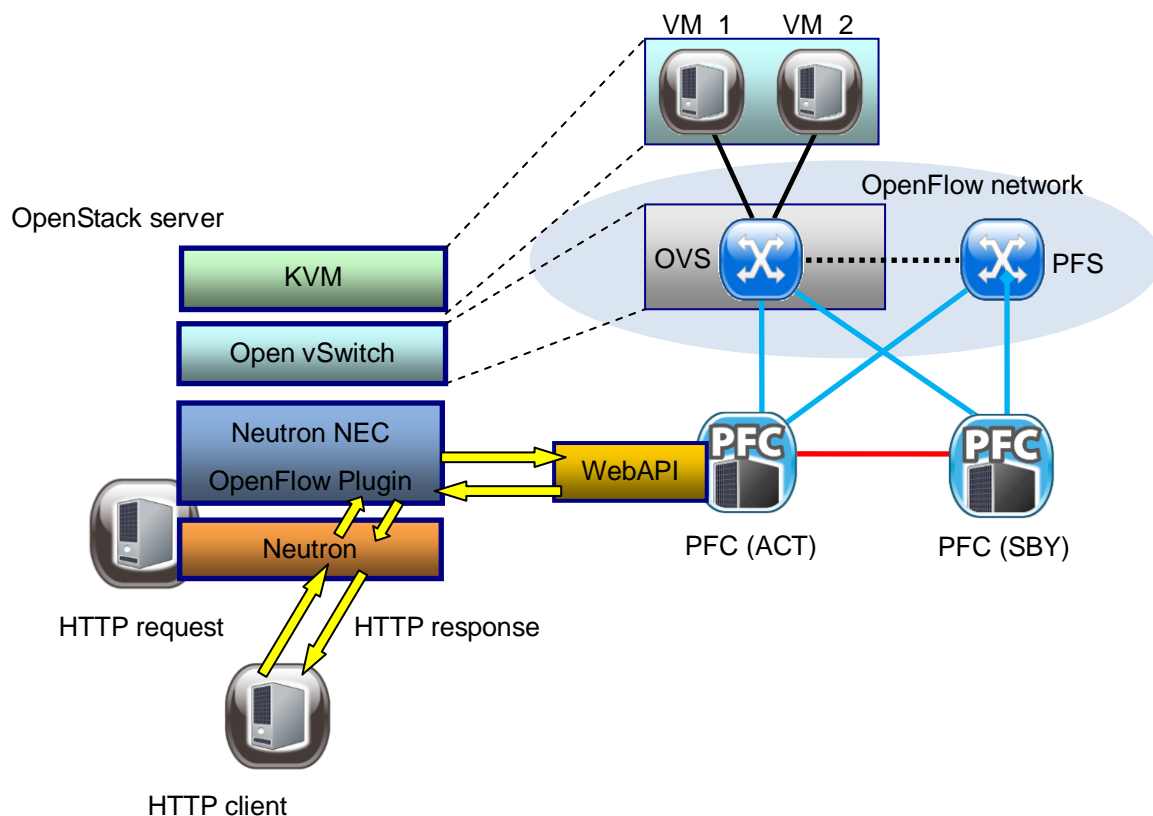 VM 1
VM 2
OpenFlow network
OpenStack server
OVS
PFS
KVM
Open vSwitch
Neutron NEC
OpenFlow Plugin
WebAPI
PFC
PFC
Neutron
PFC (ACT)
PFC (SBY)
HTTP request
HTTP response
HTTP client